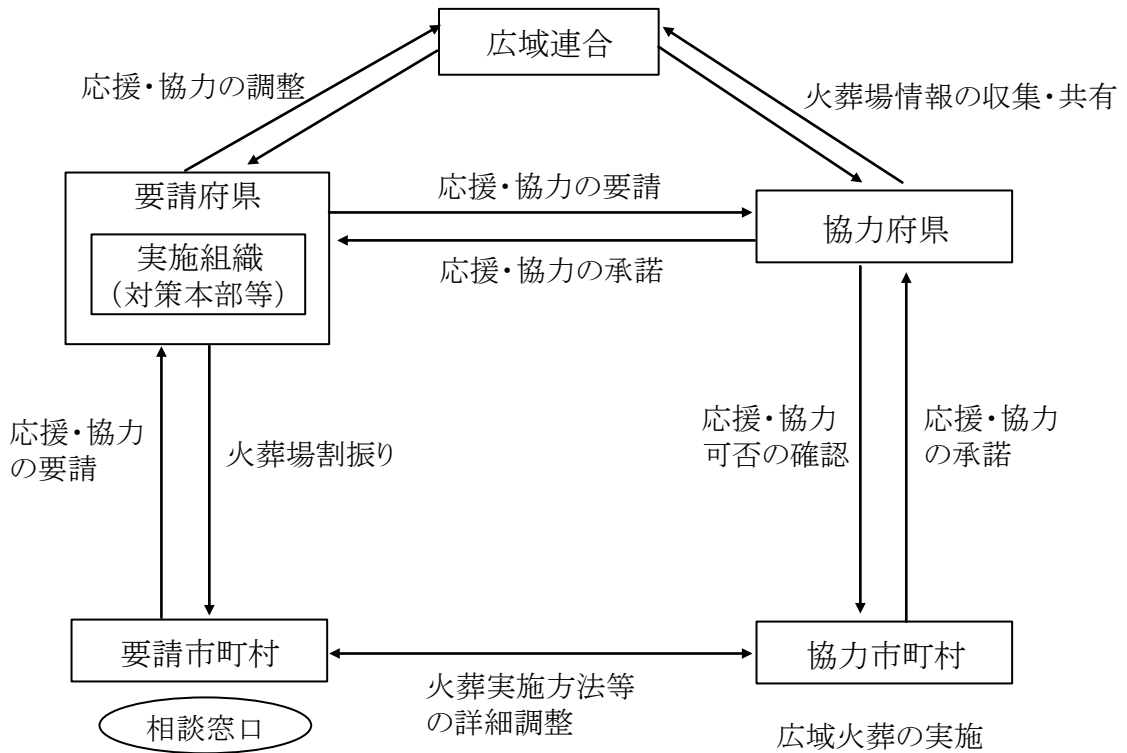 広域連合
応援・協力の調整
火葬場情報の収集・共有
要請府県
実施組織
(対策本部等)
応援・協力の要請
応援・協力の承諾
協力府県
応援・協力
の要請
火葬場割振り
応援・協力
可否の確認
応援・協力
の承諾
要請市町村
協力市町村
火葬実施方法等
の詳細調整
相談窓口
広域火葬の実施